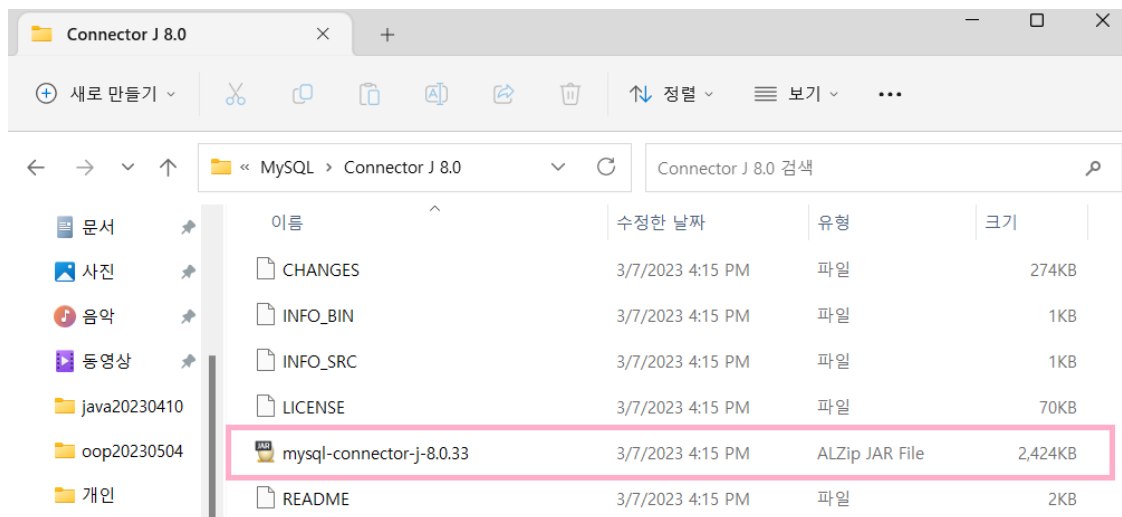 Connector J 8.0
새로 만들기
정렬
보기
« MySQL > Connector J 8.0
Connector J 8.0 검색
문서
사진
음악
동영상
java20230410
oop20230504
개인
이름 수정한 날짜 유형 크기
CHANGES 3/7/2023 4:15 PM 파일 274KB
INFO_BIN 3/7/2023 4:15 PM 파일 1KB
INFO_SRC 3/7/2023 4:15 PM 파일 1KB
LICENSE 3/7/2023 4:15 PM 파일 70KB
JAR mysql-connector-j-8.0.33 3/7/2023 4:15 PM ALZip JAR File 2,424KB
README 3/7/2023 4:15 PM 파일 2KB